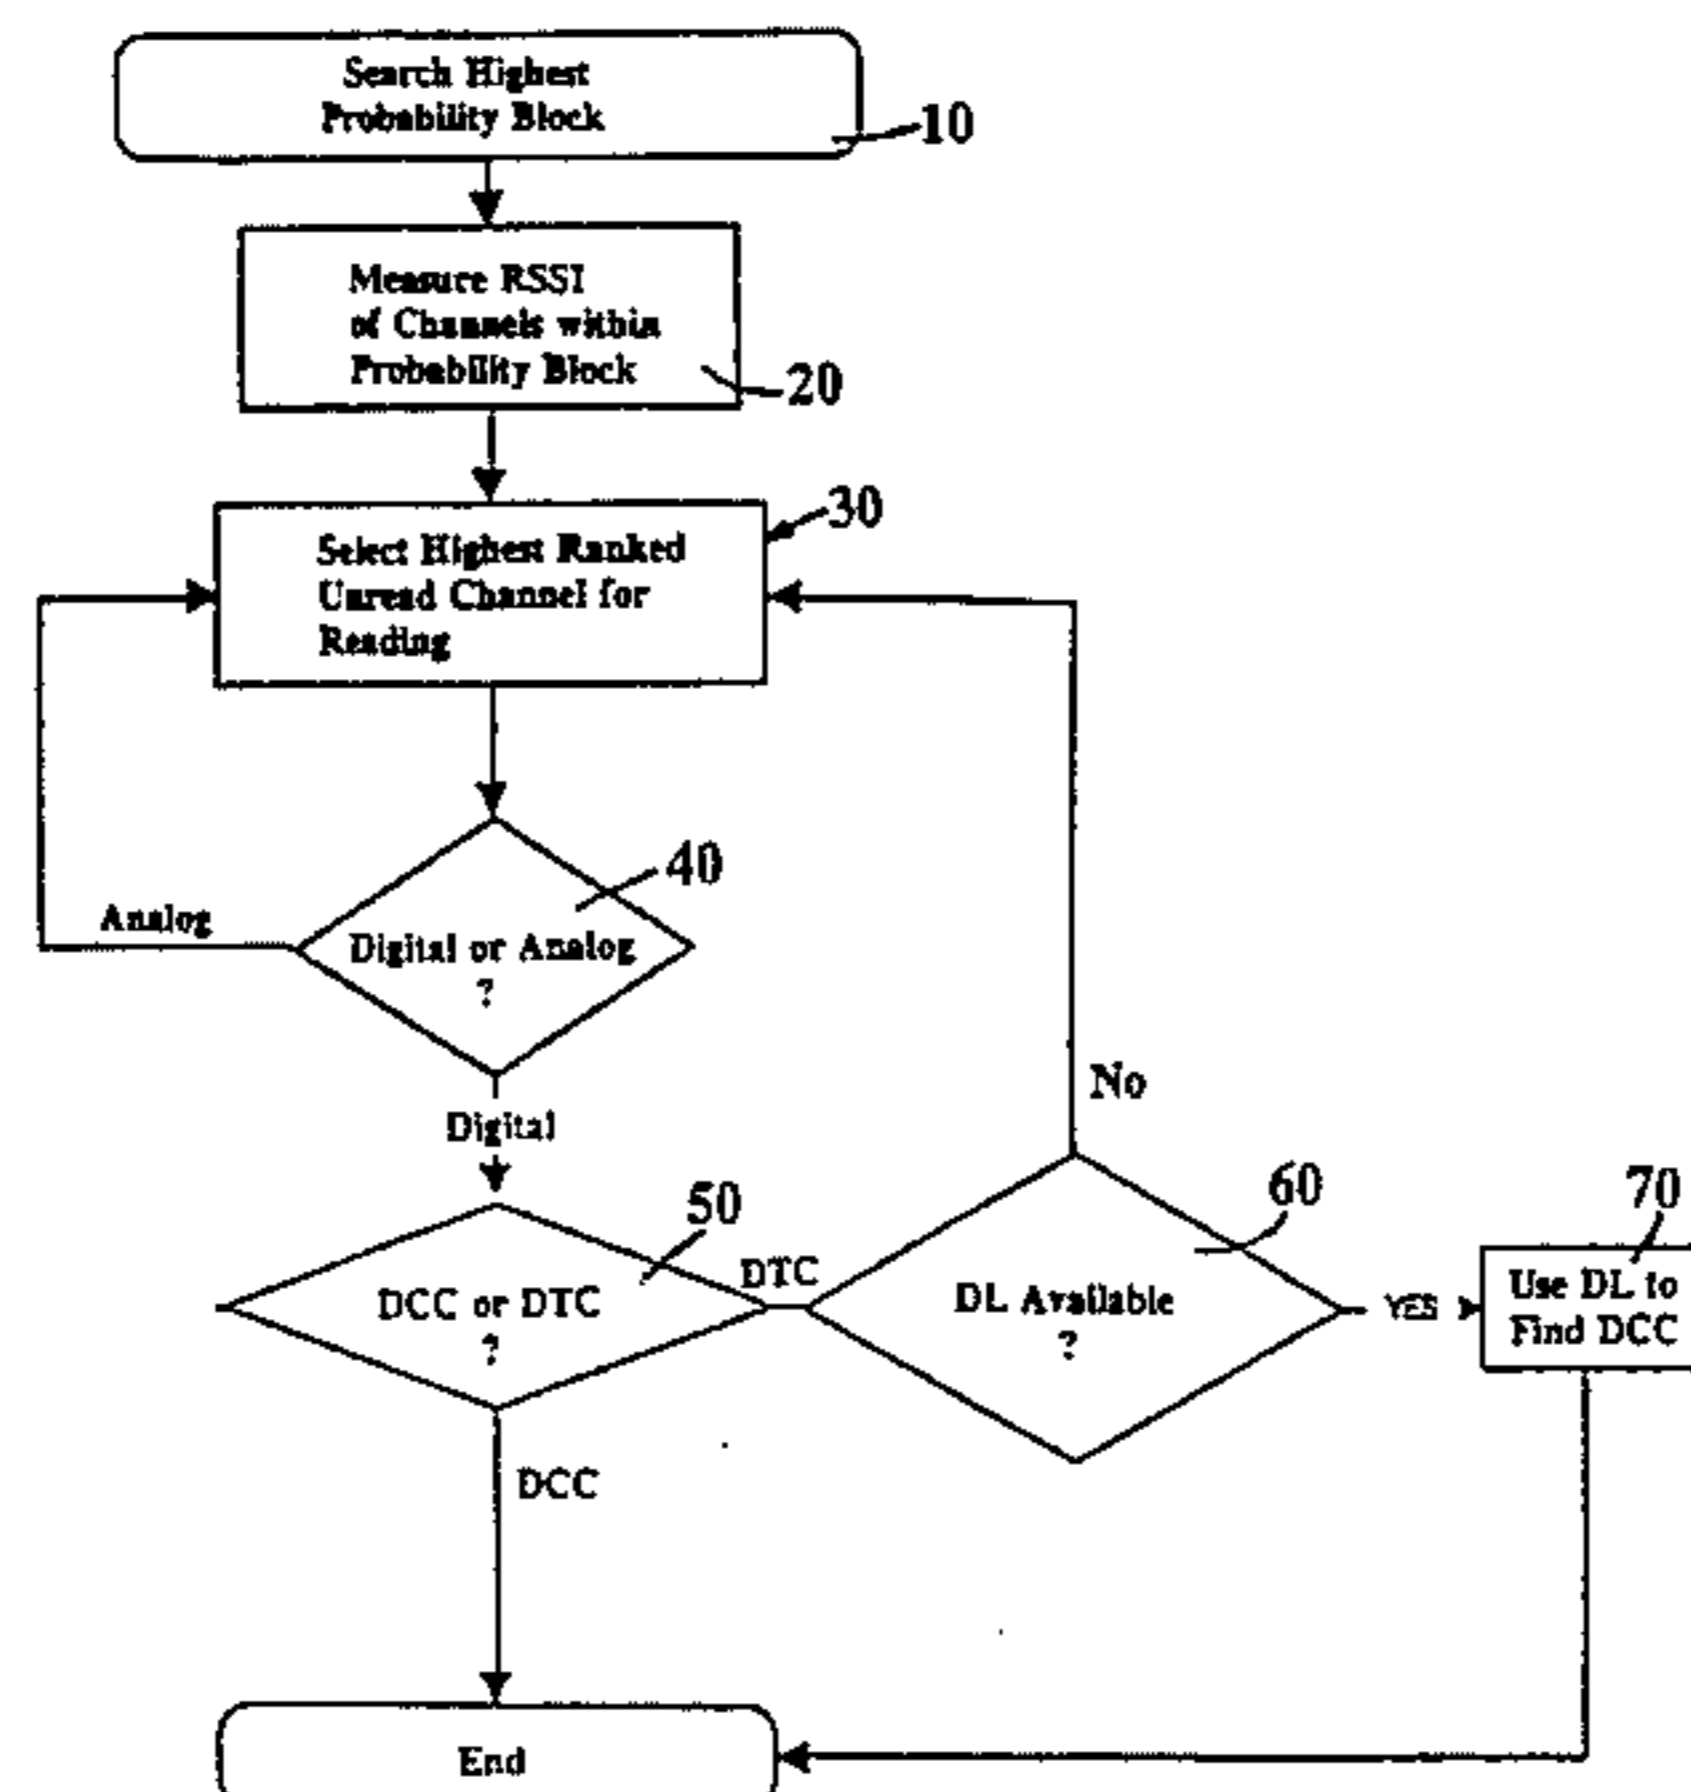 Search Highest
Probability Block
10
Measure RSSI
of Channels within
Probability Block
20
30
Select Highest Ranked
Unread Channel for
Reading
40
Analog
Digital or Analog
?
No
Digital
50
60
70
DTC
DCC or DTC
?
DL Available
?
YES
Use DL to
Find DCC
DCC
End